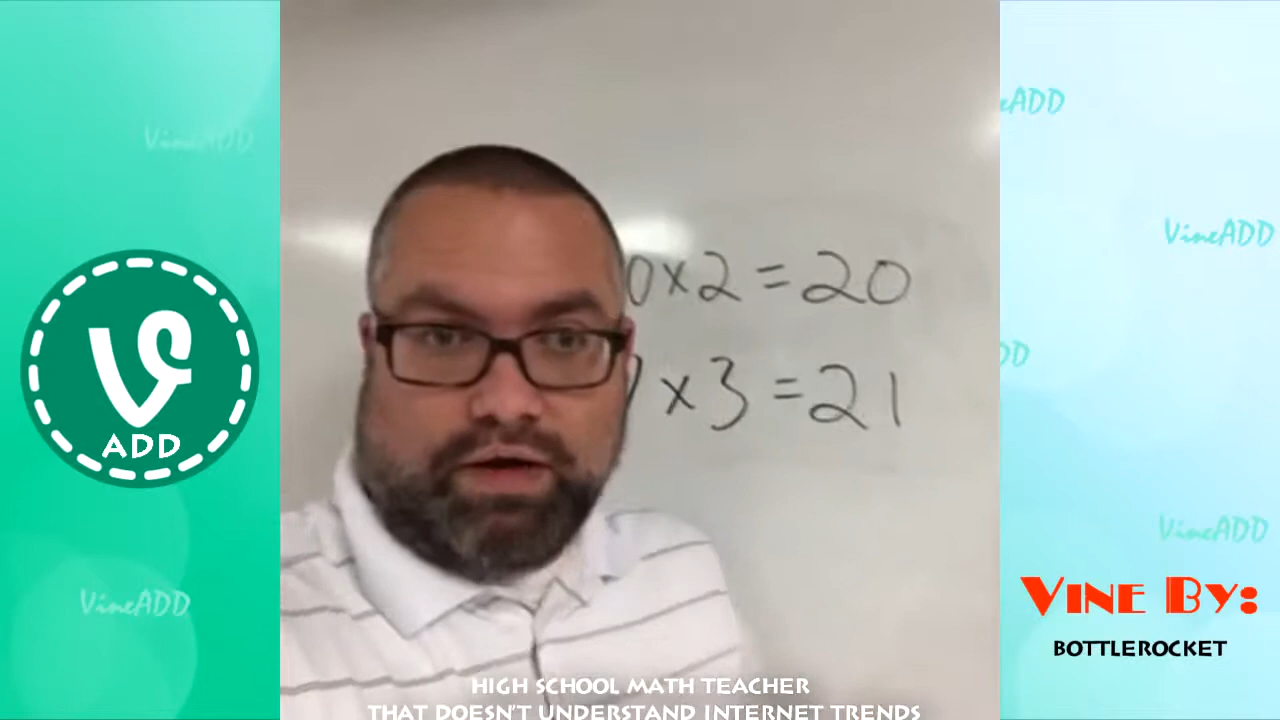 VineADD
ADD
VineADD
0x2=20
x3=21
HIGH SCHOOL MATH TEACHER
THAT DOESN'T UNDERSTAND INTERNET TRENDS
eADD
VineADD
DD
VineADD
VINE BY:
BOTTLEROCKET